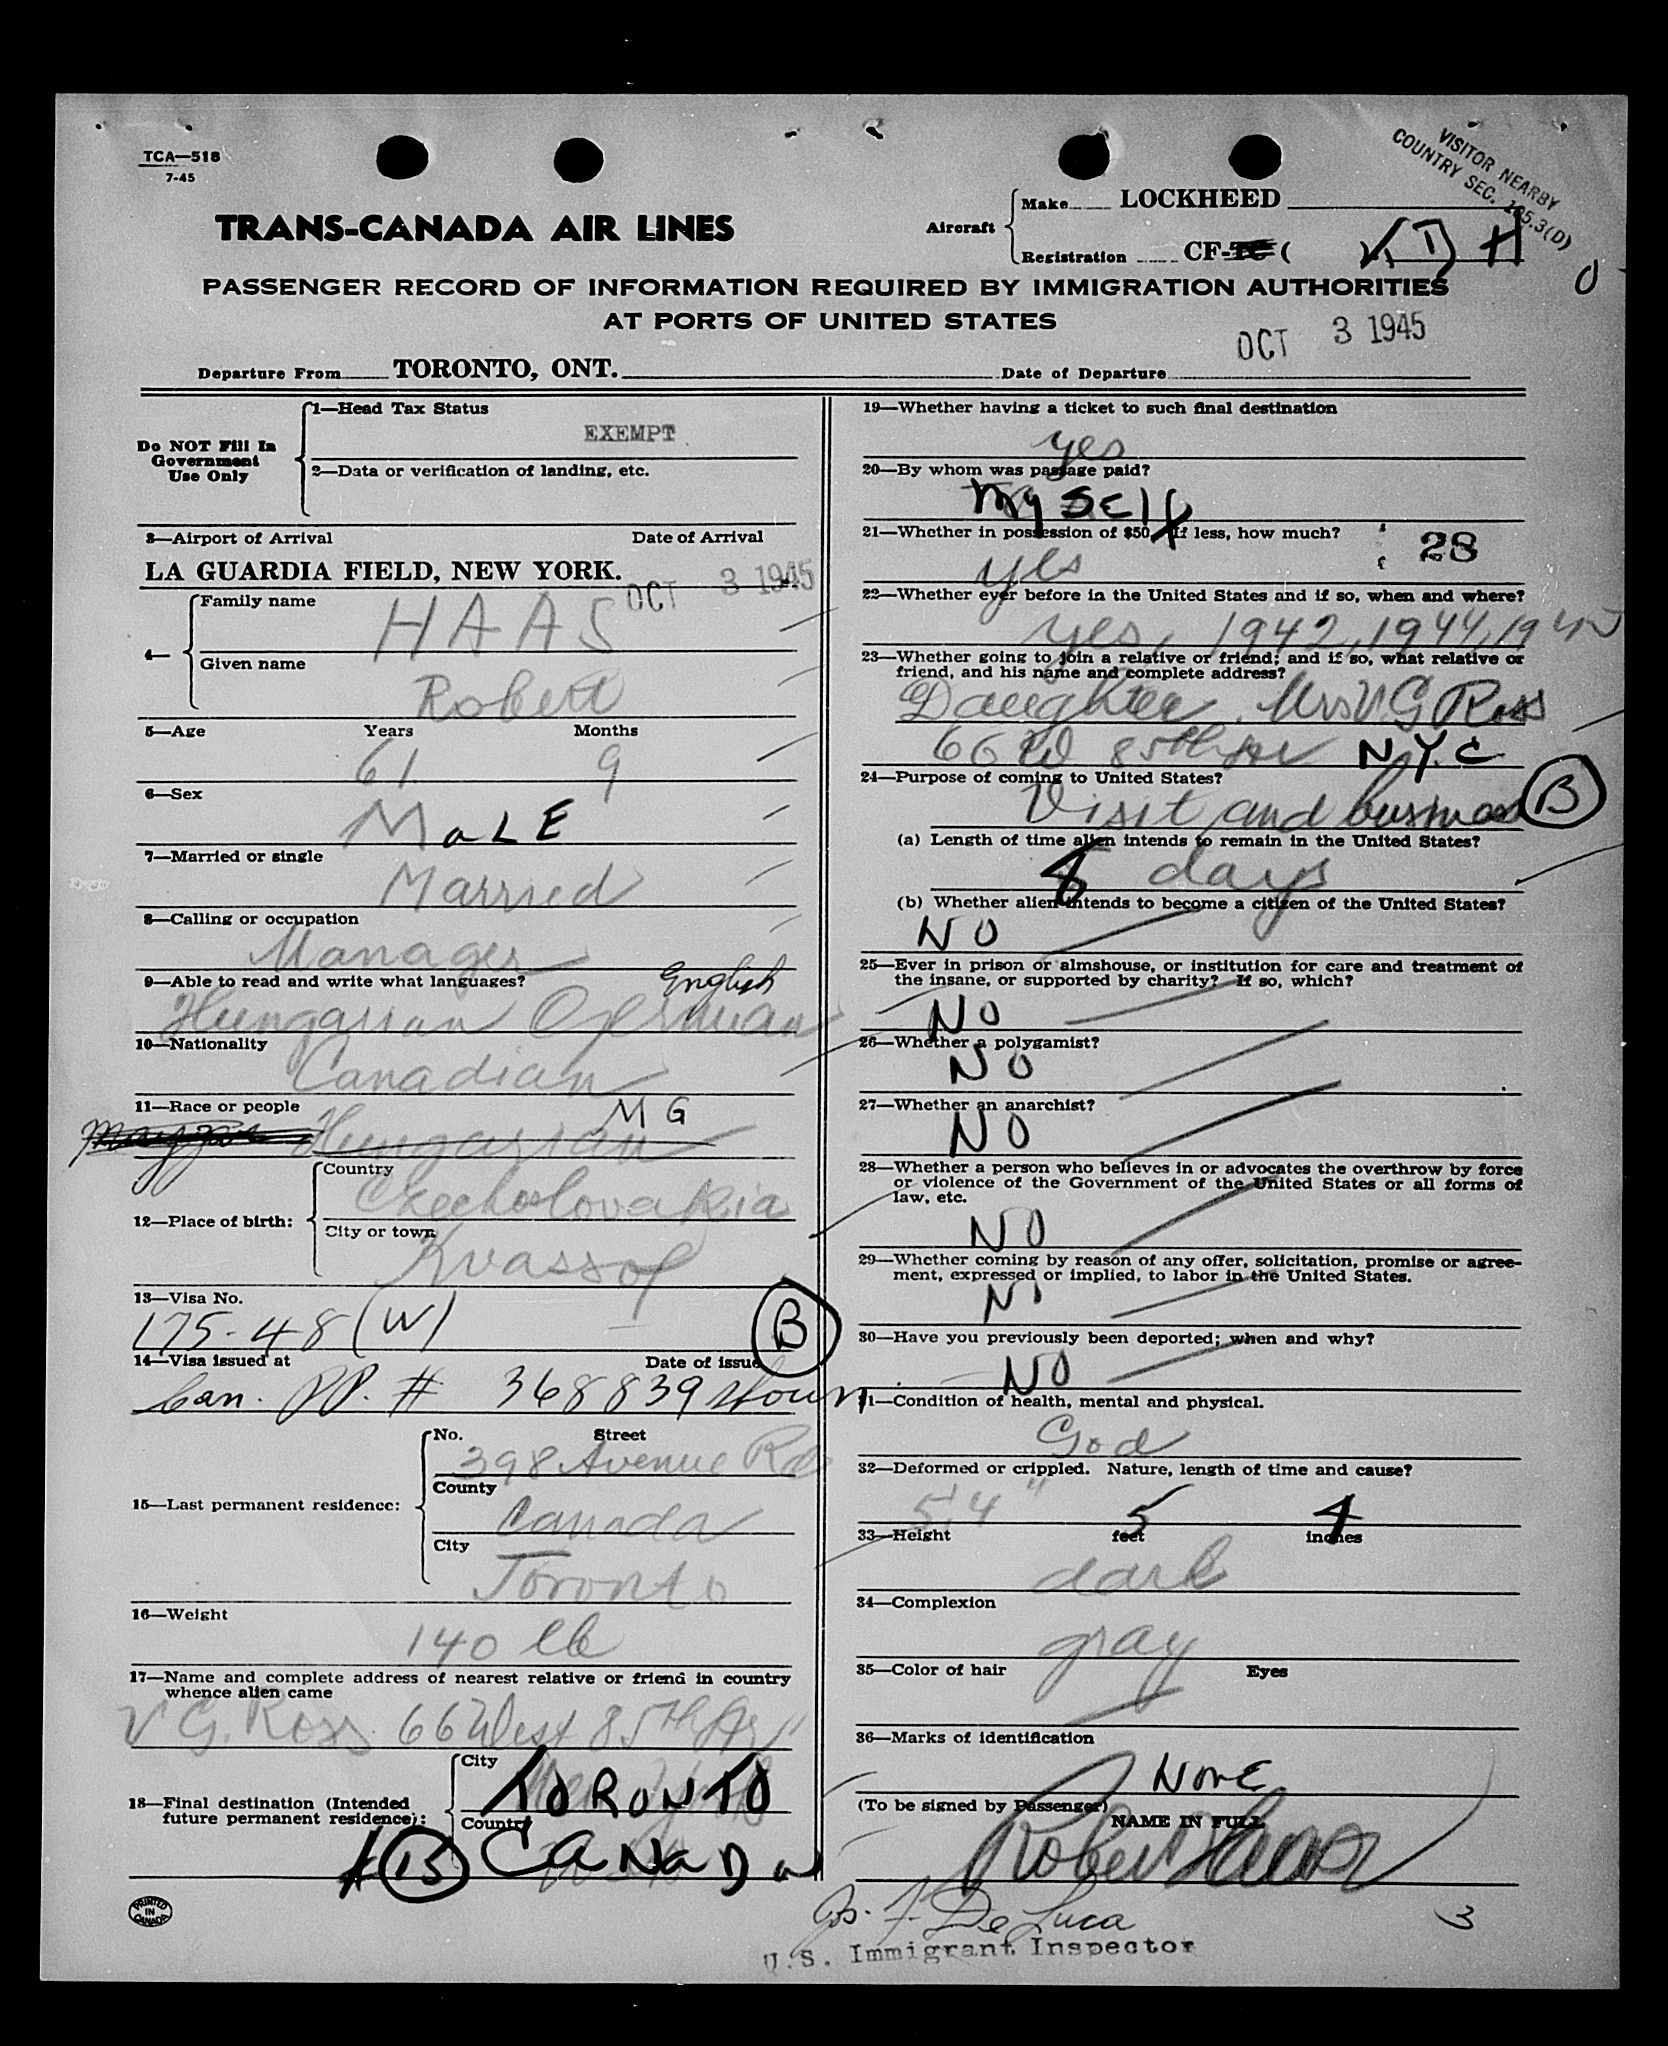 TCA—518
7-45
VISITOR NEARBY
COUNTRY SEC. 165.3(D)
TRANS-CANADA AIR LINES
Aircraft
Make LOCKHEED
Registration CF-
PASSENGER RECORD OF INFORMATION REQUIRED BY IMMIGRATION AUTHORITIES
AT PORTS OF UNITED STATES
OCT 3 1945
Departure From TORONTO, ONT. Date of Departure
Do NOT Fill In
Government
Use Only
1—Head Tax Status
EXEMPT
2—Data or verification of landing, etc.
3—Airport of Arrival Date of Arrival
LA GUARDIA FIELD, NEW YORK. OCT 3 1945
4—
Family name
HAAS
Given name
Robert
5—Age Years Months
61 9
6—Sex
MaLE
7—Married or single
Married
8—Calling or occupation
Manager
9—Able to read and write what languages? English
Hungarian German
10—Nationality
Canadian
11—Race or people
MG
Hungarian
12—Place of birth:
Country
Czechoslovakia
City or town
Kvassof
13—Visa No.
175-48 (W) B
14—Visa issued at Date of issue
Can. PP. # 368839 shown
15—Last permanent residence:
No. Street
398 Avenue Rd
County
Canada
City
Toronto
16—Weight
140 lb
17—Name and complete address of nearest relative or friend in country
whence alien came
V G. Ross 66 West 85th
18—Final destination (Intended
future permanent residence):
City
TORONTO
Country
CANADa
15
PRINTED
IN
CANADA
19—Whether having a ticket to such final destination
yes
20—By whom was passage paid?
MySElf
21—Whether in possession of $50. If less, how much?
28
yes
22—Whether ever before in the United States and if so, when and where?
yes, 1942, 1944, 1945
23—Whether going to join a relative or friend; and if so, what relative or
friend, and his name and complete address?
Daughter, Mrs V.G Ross
66 W 85th N.Y.C
24—Purpose of coming to United States?
Visit and business B
(a) Length of time alien intends to remain in the United States?
8 days
(b) Whether alien intends to become a citizen of the United States?
NO
25—Ever in prison or almshouse, or institution for care and treatment of
the insane, or supported by charity? If so, which?
NO
26—Whether a polygamist?
NO
27—Whether an anarchist?
NO
28—Whether a person who believes in or advocates the overthrow by force
or violence of the Government of the United States or all forms of
law, etc.
NO
29—Whether coming by reason of any offer, solicitation, promise or agree-
ment, expressed or implied, to labor in the United States.
NO
30—Have you previously been deported; when and why?
NO
31—Condition of health, mental and physical.
God
32—Deformed or crippled. Nature, length of time and cause?
5'4" 5 4
33—Height feet inches
dark
34—Complexion
gray
35—Color of hair Eyes
36—Marks of identification
NONE
(To be signed by Passenger)
NAME IN FULL
Robert Haas
Jos. F. De Luca
3
U.S. Immigrant Inspector